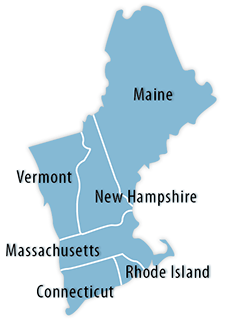 Maine
Vermont
New Hampshire
Massachusetts
Rhode Island
Connecticut